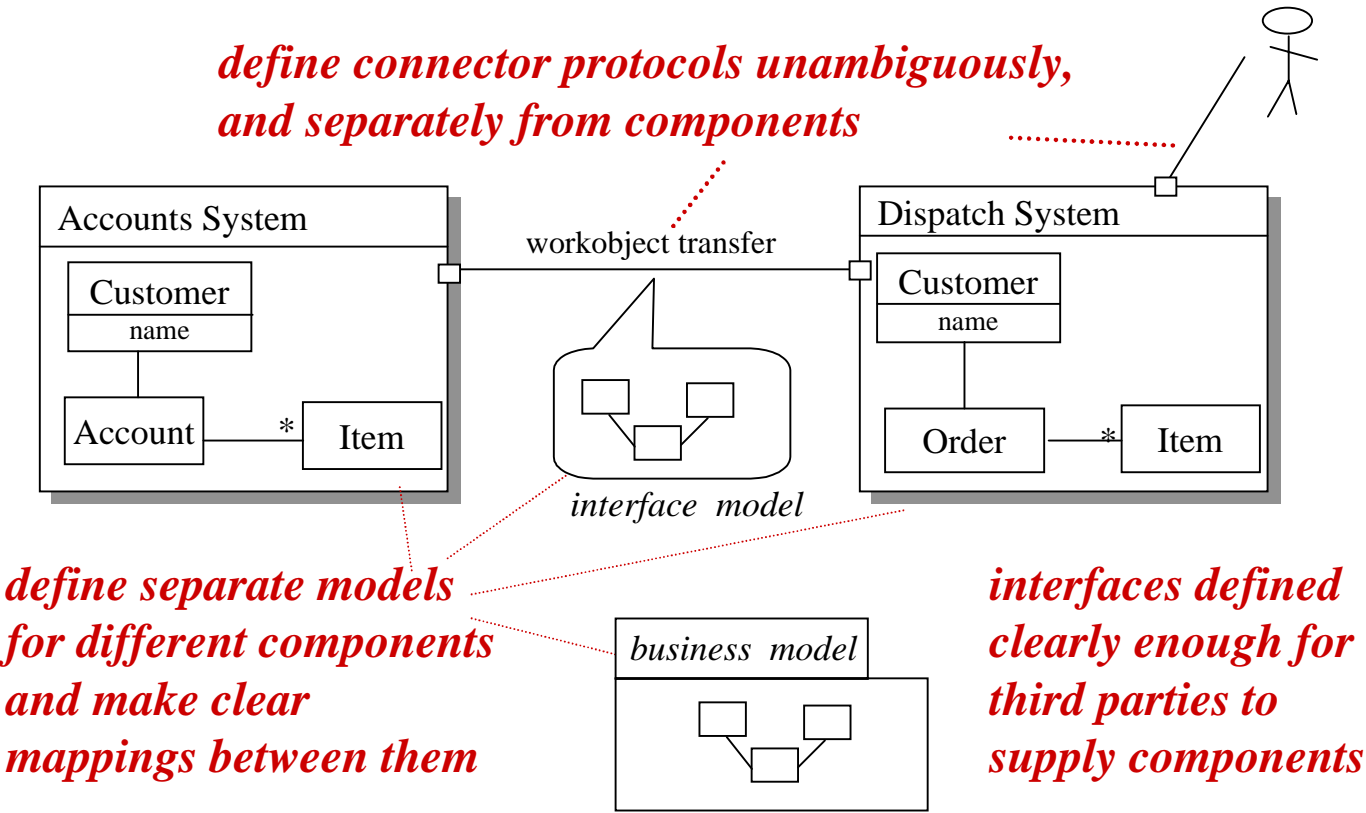 define connector protocols unambiguously,
and separately from components
Accounts System
Customer
name
Account
*
Item
workobject transfer
interface model
Dispatch System
Customer
name
Order
*
Item
define separate models
for different components
and make clear
mappings between them
business model
interfaces defined
clearly enough for
third parties to
supply components